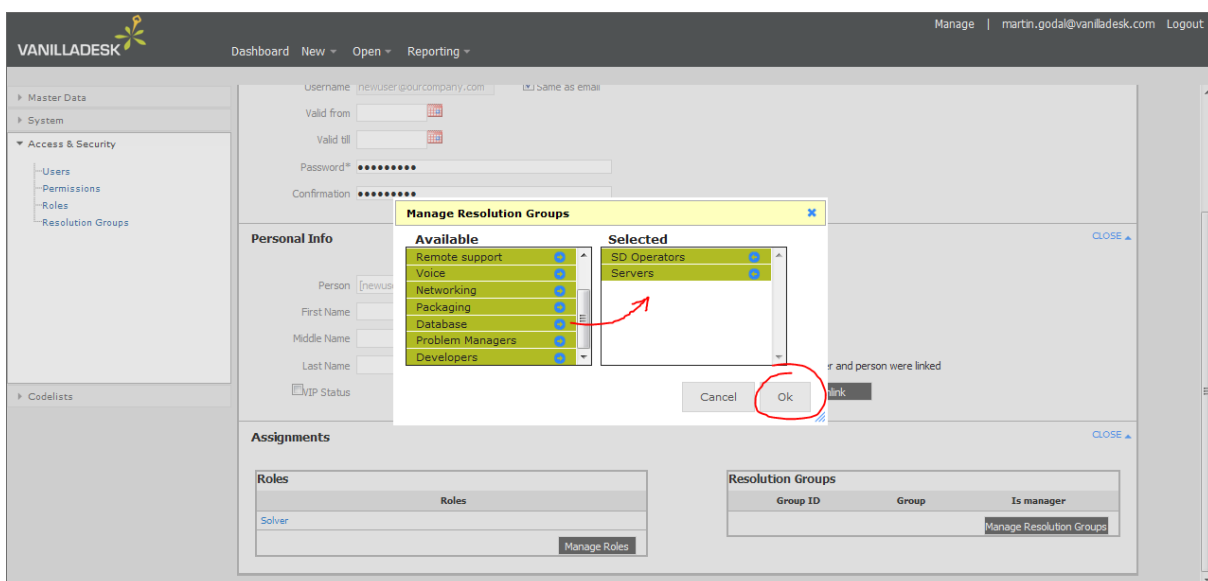 Manage | martin.godal@vanilladesk.com Logout
VANILLADESK
Dashboard New Open Reporting
Master Data
System
Access & Security
Users
Permissions
Roles
Resolution Groups
Codelists
Username newuser@ourcompany.com Same as email
Valid from
Valid till
Password* •••••••••
Confirmation •••••••••
Personal Info CLOSE
Person [newuse
First Name
Middle Name
Last Name er and person were linked
VIP Status nlink
Manage Resolution Groups
Available Selected
Remote support SD Operators
Voice Servers
Networking
Packaging
Database
Problem Managers
Developers
Cancel Ok
Assignments CLOSE
Roles
Roles
Solver
Manage Roles
Resolution Groups
Group ID Group Is manager
Manage Resolution Groups